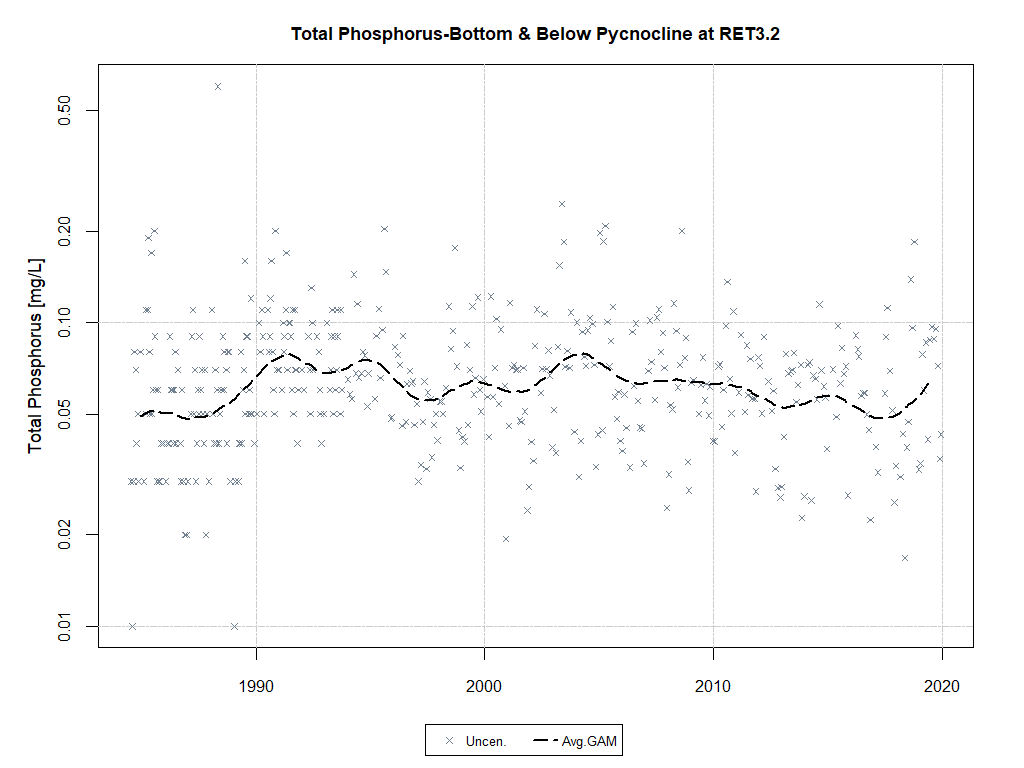 Total Phosphorus-Bottom & Below Pycnocline at RET3.2
Total Phosphorus [mg/L]
0.50
0.20
0.10
0.05
0.02
0.01
1990
2000
2010
2020
Uncen.
Avg.GAM